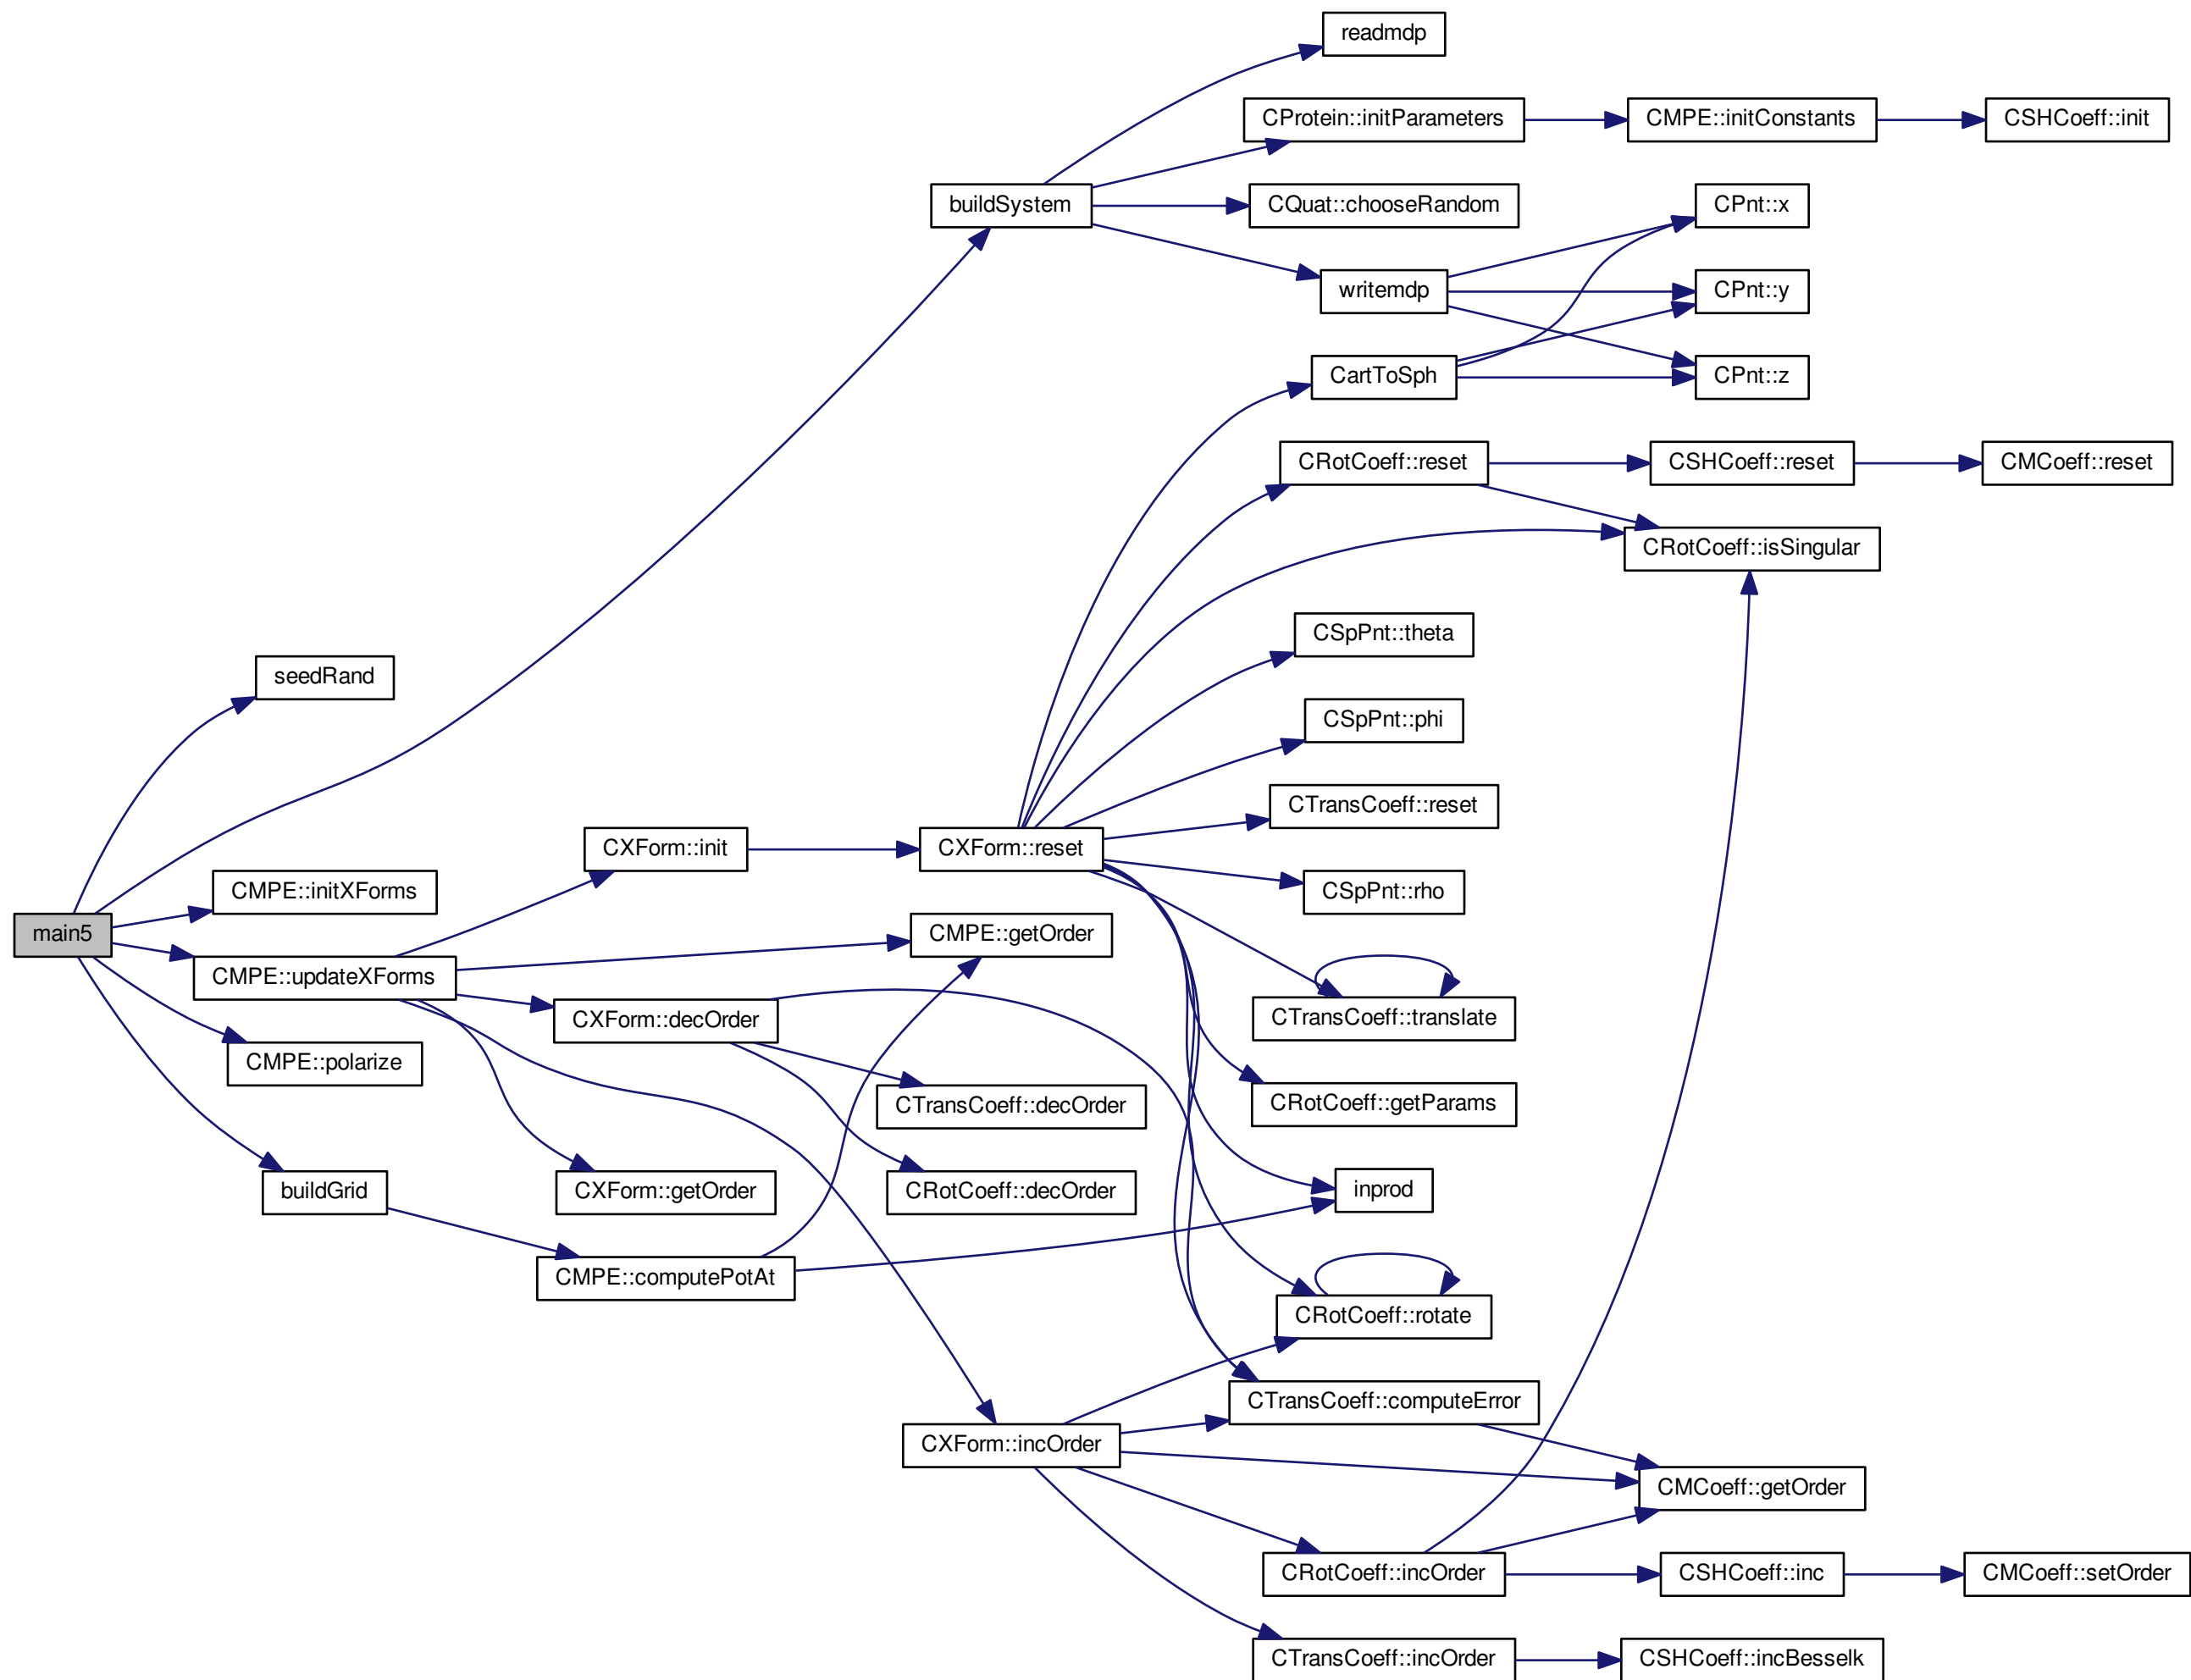 readmdp
CProtein::initParameters
CMPE::initConstants
CSHCoeff::init
buildSystem
CQuat::chooseRandom
CPnt::x
writemdp
CPnt::y
CartToSph
CPnt::z
CRotCoeff::reset
CSHCoeff::reset
CMCoeff::reset
CRotCoeff::isSingular
CSpPnt::theta
seedRand
CSpPnt::phi
CTransCoeff::reset
CXForm::init
CXForm::reset
CMPE::initXForms
CSpPnt::rho
main5
CMPE::getOrder
CMPE::updateXForms
CXForm::decOrder
CTransCoeff::translate
CMPE::polarize
CTransCoeff::decOrder
CRotCoeff::getParams
buildGrid
CXForm::getOrder
CRotCoeff::decOrder
inprod
CMPE::computePotAt
CRotCoeff::rotate
CTransCoeff::computeError
CXForm::incOrder
CMCoeff::getOrder
CRotCoeff::incOrder
CSHCoeff::inc
CMCoeff::setOrder
CTransCoeff::incOrder
CSHCoeff::incBesselk